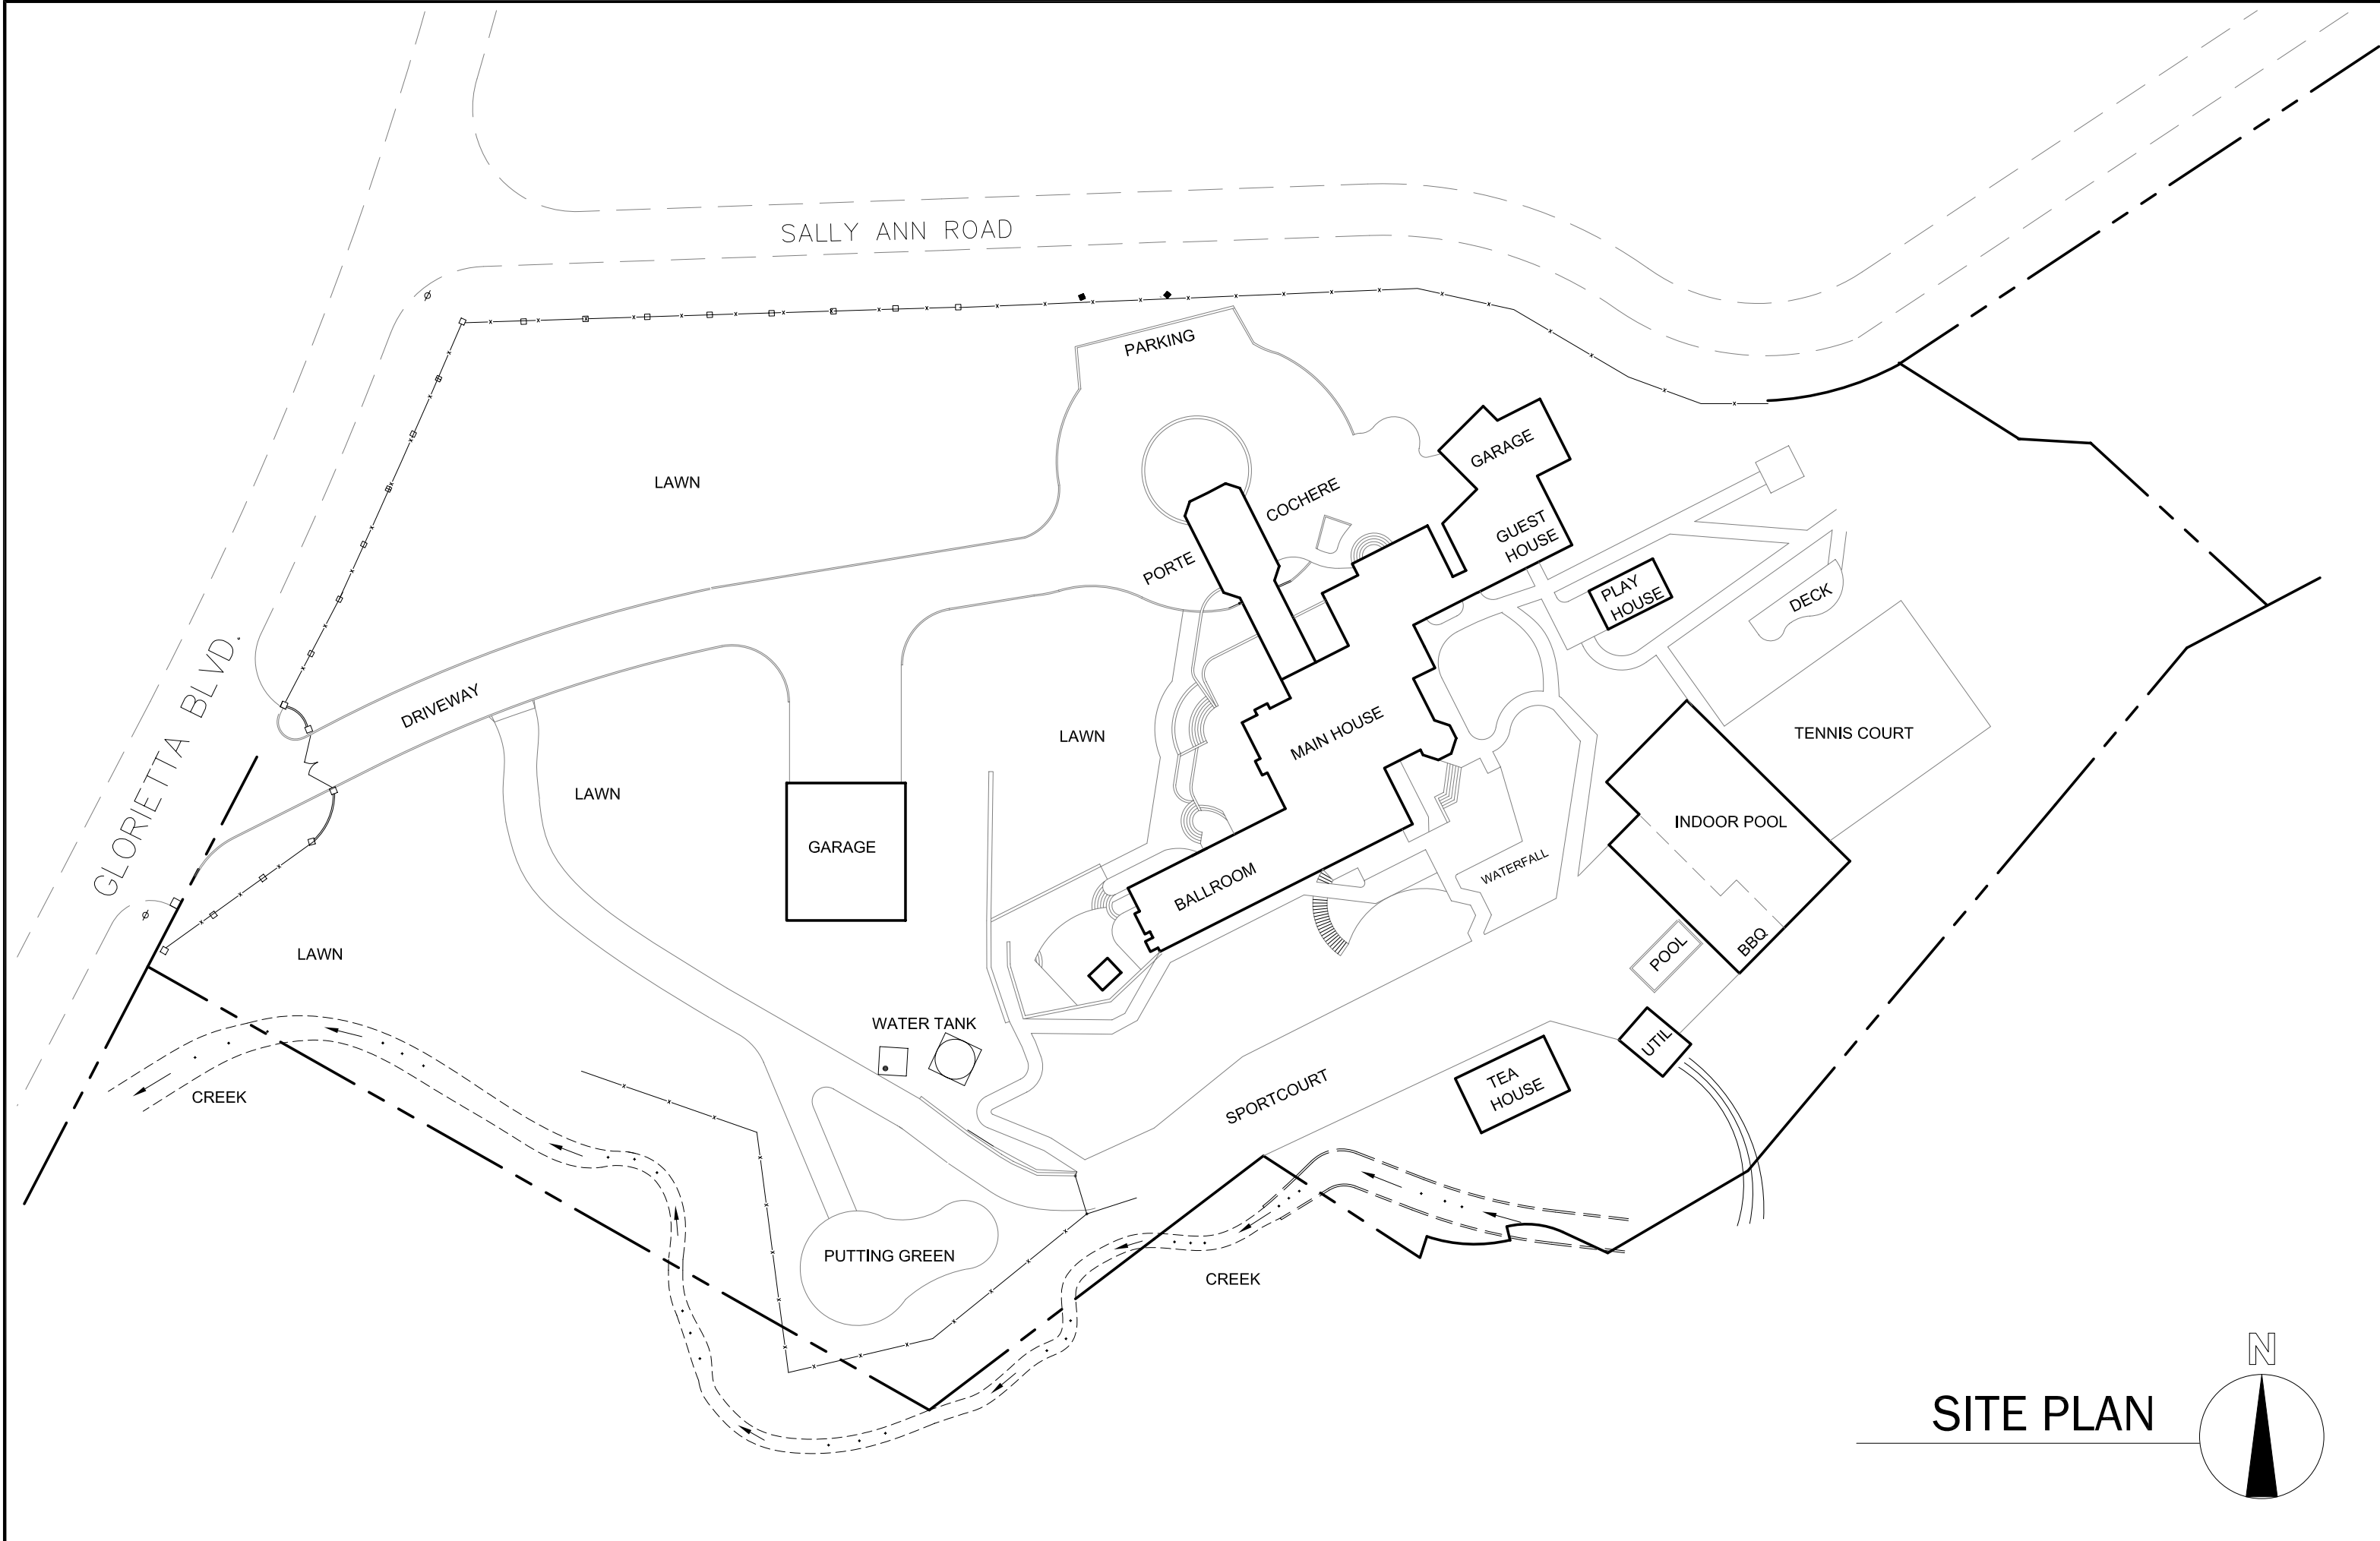 SALLY ANN ROAD
PARKING
GARAGE
LAWN
COCHERE
GUEST
HOUSE
PORTE
PLAY
HOUSE
DECK
GLORIETTA BLVD.
DRIVEWAY
MAIN HOUSE
LAWN
TENNIS COURT
LAWN
INDOOR POOL
GARAGE
WATERFALL
BALLROOM
LAWN
BBQ
POOL
WATER TANK
UTIL
TEA
HOUSE
CREEK
SPORTCOURT
PUTTING GREEN
CREEK
N
SITE PLAN